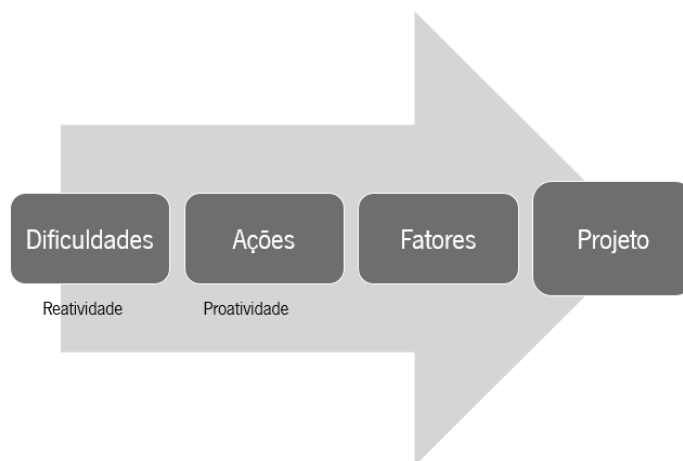 Dificuldades
Ações
Fatores
Projeto
Reatividade
Proatividade